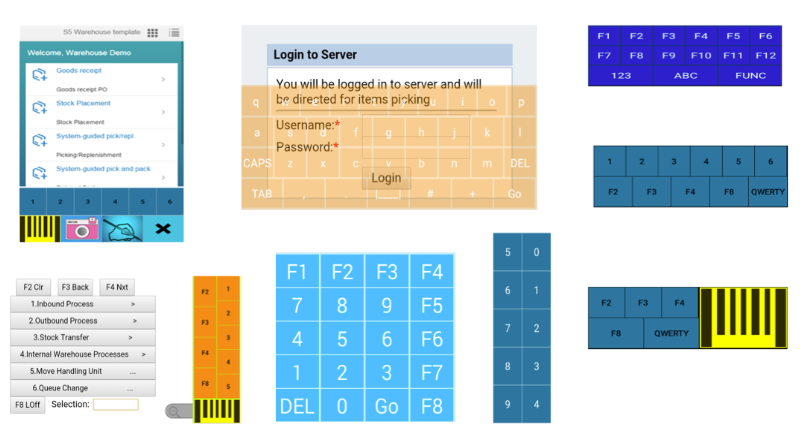 S5 Warehouse template
Welcome, Warehouse Demo
Goods receipt
Goods receipt PO
Stock Placement
Stock Placement
System-guided pick/repl.
Picking/Replenishment
System-guided pick and pack
1 2 3 4 5 6
Login to Server
You will be logged in to server and will
be directed for items picking
q w e r t y u i o p
Username:*
a s d f g h j k l
Password:*
CAPS z x c v b n m DEL
Login
TAB , # + Go
F1 F2 F3 F4 F5 F6
F7 F8 F9 F10 F11 F12
123 ABC FUNC
1 2 3 4 5 6
F2 F3 F4 F8 QWERTY
F2 Clr F3 Back F4 Nxt
1.Inbound Process >
2.Outbound Process >
3.Stock Transfer >
4.Internal Warehouse Processes >
5.Move Handling Unit ...
6.Queue Change ...
F8 LOff Selection:
F2 1
2
F3
3
F4
4
F8 5
F1 F2 F3 F4
7 8 9 F5
4 5 6 F6
1 2 3 F7
DEL 0 Go F8
5 0
6 1
7 2
8 3
9 4
F2 F3 F4
F8 QWERTY